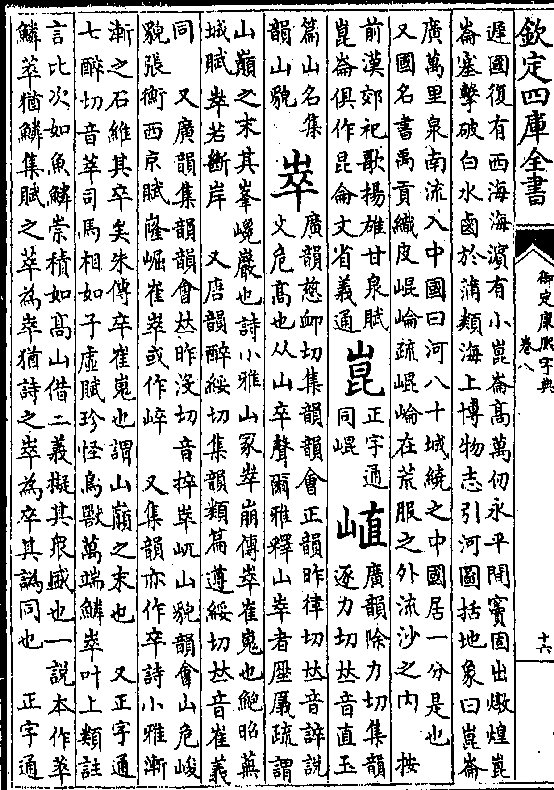 欽定四庫全書
御定康熙字典
卷八
十六
遲國復有西海海濱有小崑崙高萬仞永平間竇固出燉煌崑
崙塞擊破白水鹵於蒲類海上博物志引河圖括地象曰崑崙
廣萬里泉南流入中國曰河八十域繞之中國居一分是也
又國名書禹貢織皮崐崘疏崐崘在荒服之外流沙之內 按
前漢郊祀歌揚雄甘泉賦
崑崙俱作昆侖文省義通
崑
正字通
同崐
廣韻除力切集韻
逐力切𠀤音直玉
篇山名集
韻山貌
崒
廣韻慈卹切集韻韻會正韻昨律切𠀤音誶說
文危高也从山卒聲爾雅釋山崒者厜㕒疏謂
山巔之末其峯巉巖也詩小雅山冢崒崩傳崒崔嵬也鮑昭蕪
城賦崒若斷岸 又唐韻醉綏切集韻類篇遵綏切𠀤音崔義
同 又廣韻集韻韻會𠀤昨沒切音捽崒屼山貌韻會山危峻
貌張衡西京賦隆崛崔崒或作崪 又集韻亦作卒詩小雅漸
漸之石維其卒矣朱傳卒崔嵬也謂山巔之末也 又正字通
七醉切音萃司馬相如子虛賦珍怪鳥獸萬端鱗崒叶上類註
言比次如魚鱗崇積如高山借二義擬其衆盛也一說本作萃
鱗萃猶鱗集賦之萃為崒猶詩之崒為卒其譌同也 正字通